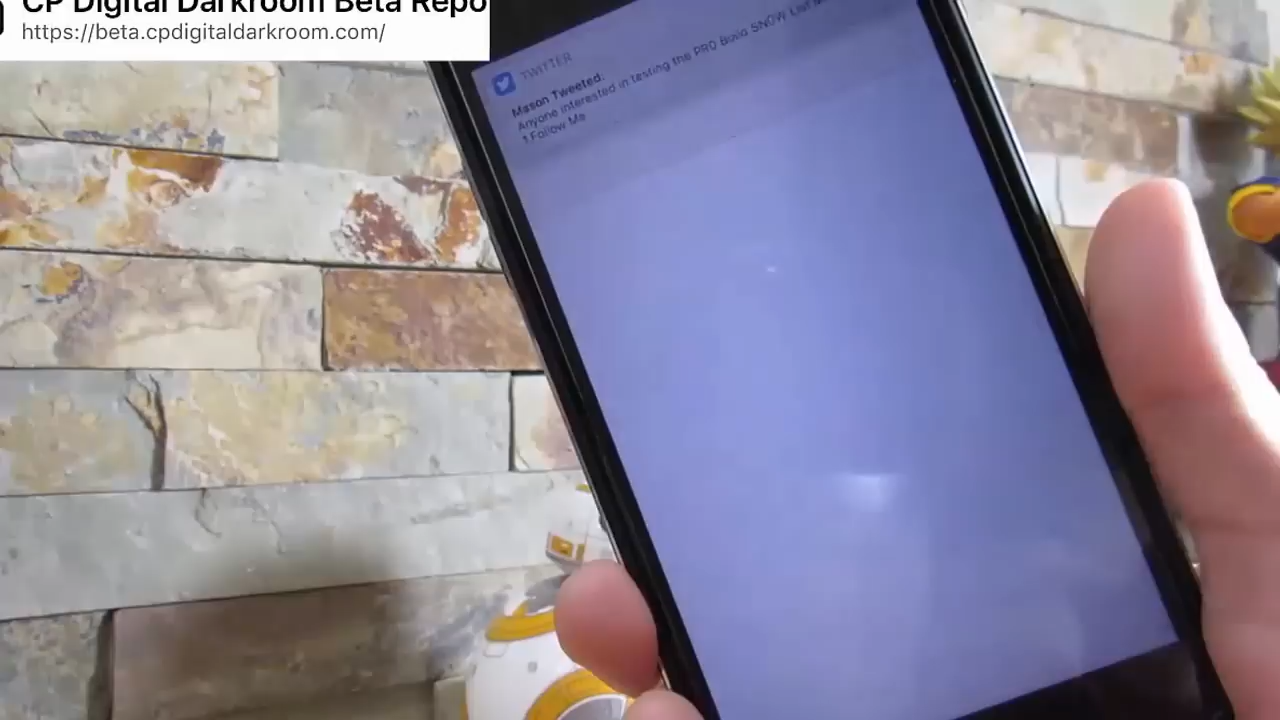 CP Digital Darkroom Beta Repo
https://beta.cpdigitaldarkroom.com/
TWITTER
Mason Tweeted:
Anyone interested in testing the PRO SNOW List
1 Follow Me